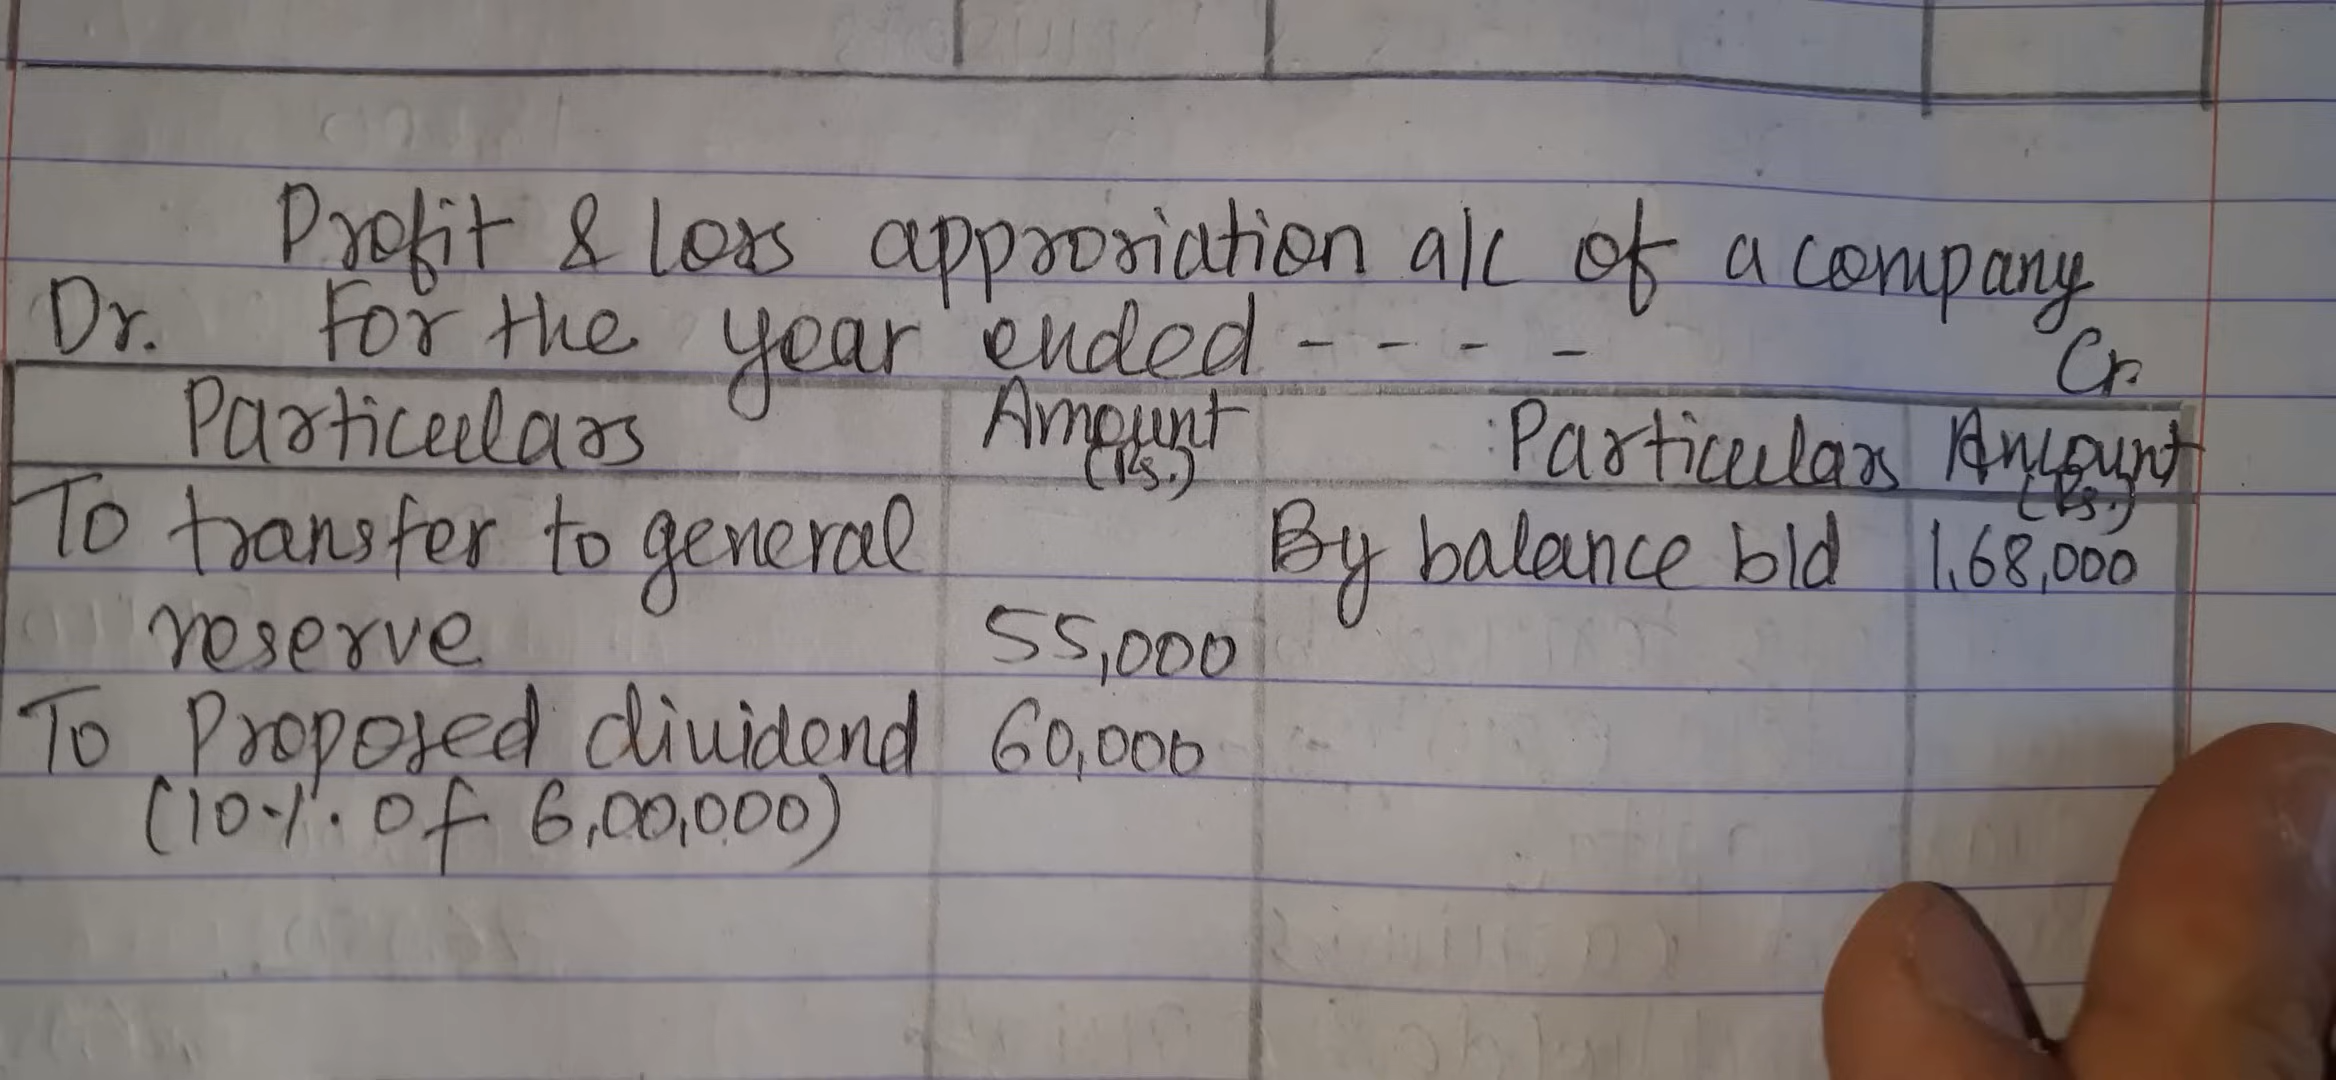 Profit & loss approriation a/c of a company
Dr. For the year ended - - - - Cr.
Particulars Amount (Rs.) Particulars Amount (Rs.)
To transfer to general By balance b/d 1,68,000
reserve 55,000
To Proposed dividend 60,000
(10% of 6,00,000)